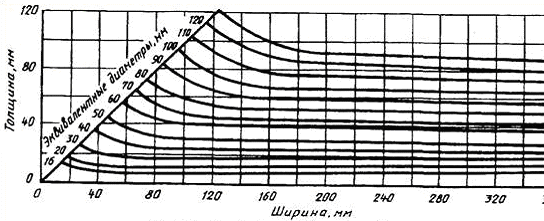 120
80
40
0
Толщина, мм
Эквивалентные диаметры, мм
16 20 30 40 50 60 70 80 90 100 110 120
0 40 80 120 160 200 240 280 320
Ширина, мм